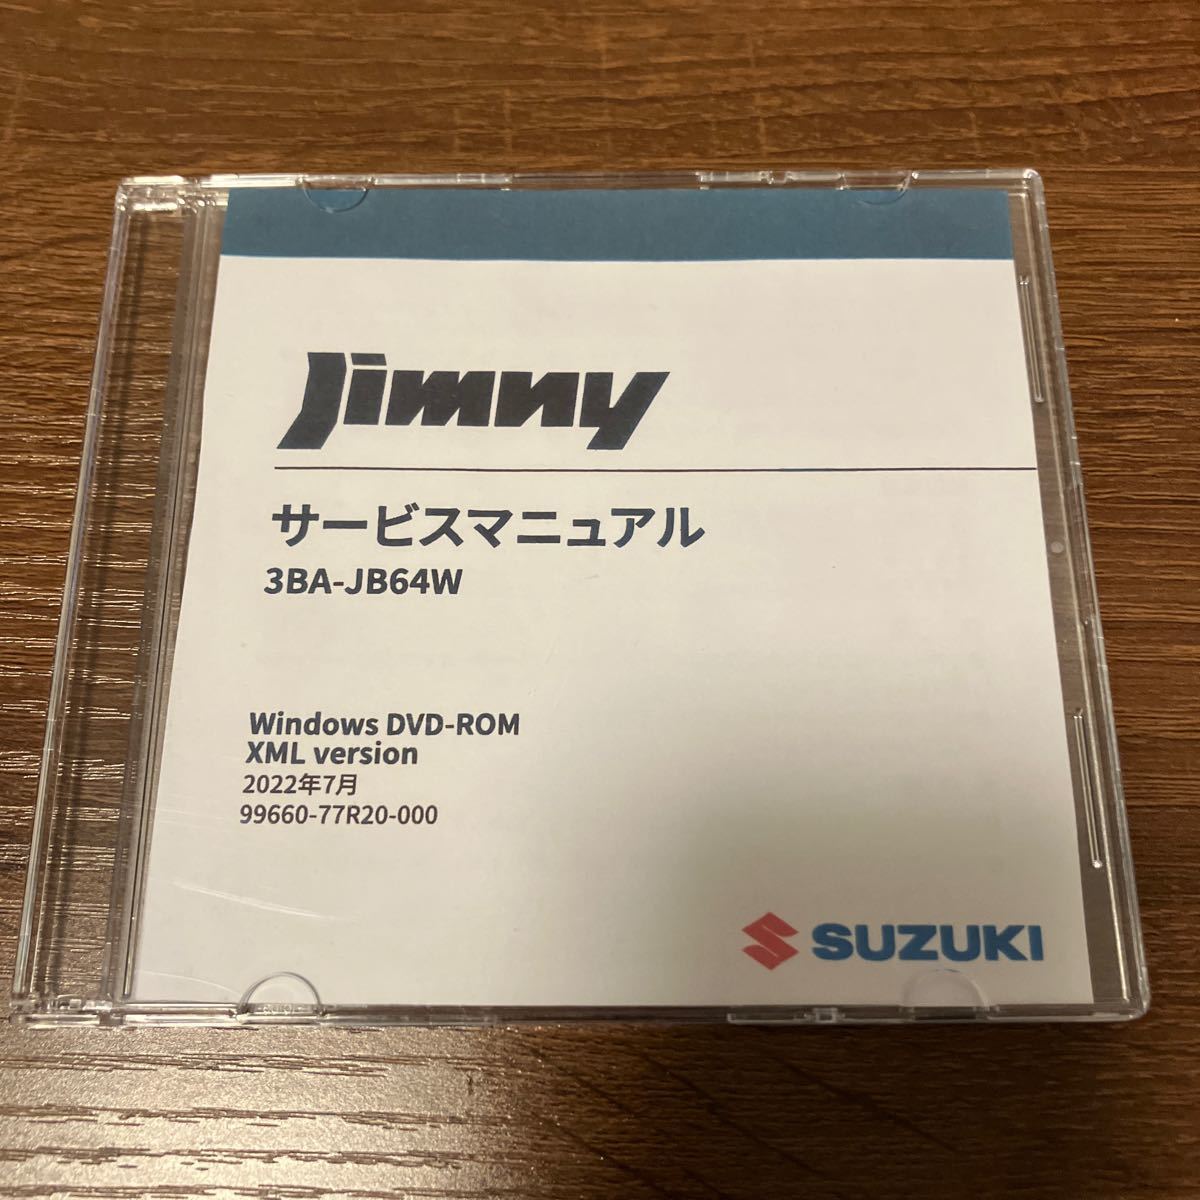 Jimny
サービスマニュアル
3BA-JB64W
Windows DVD-ROM
XML version
2022年7月
99660-77R20-000
SUZUKI